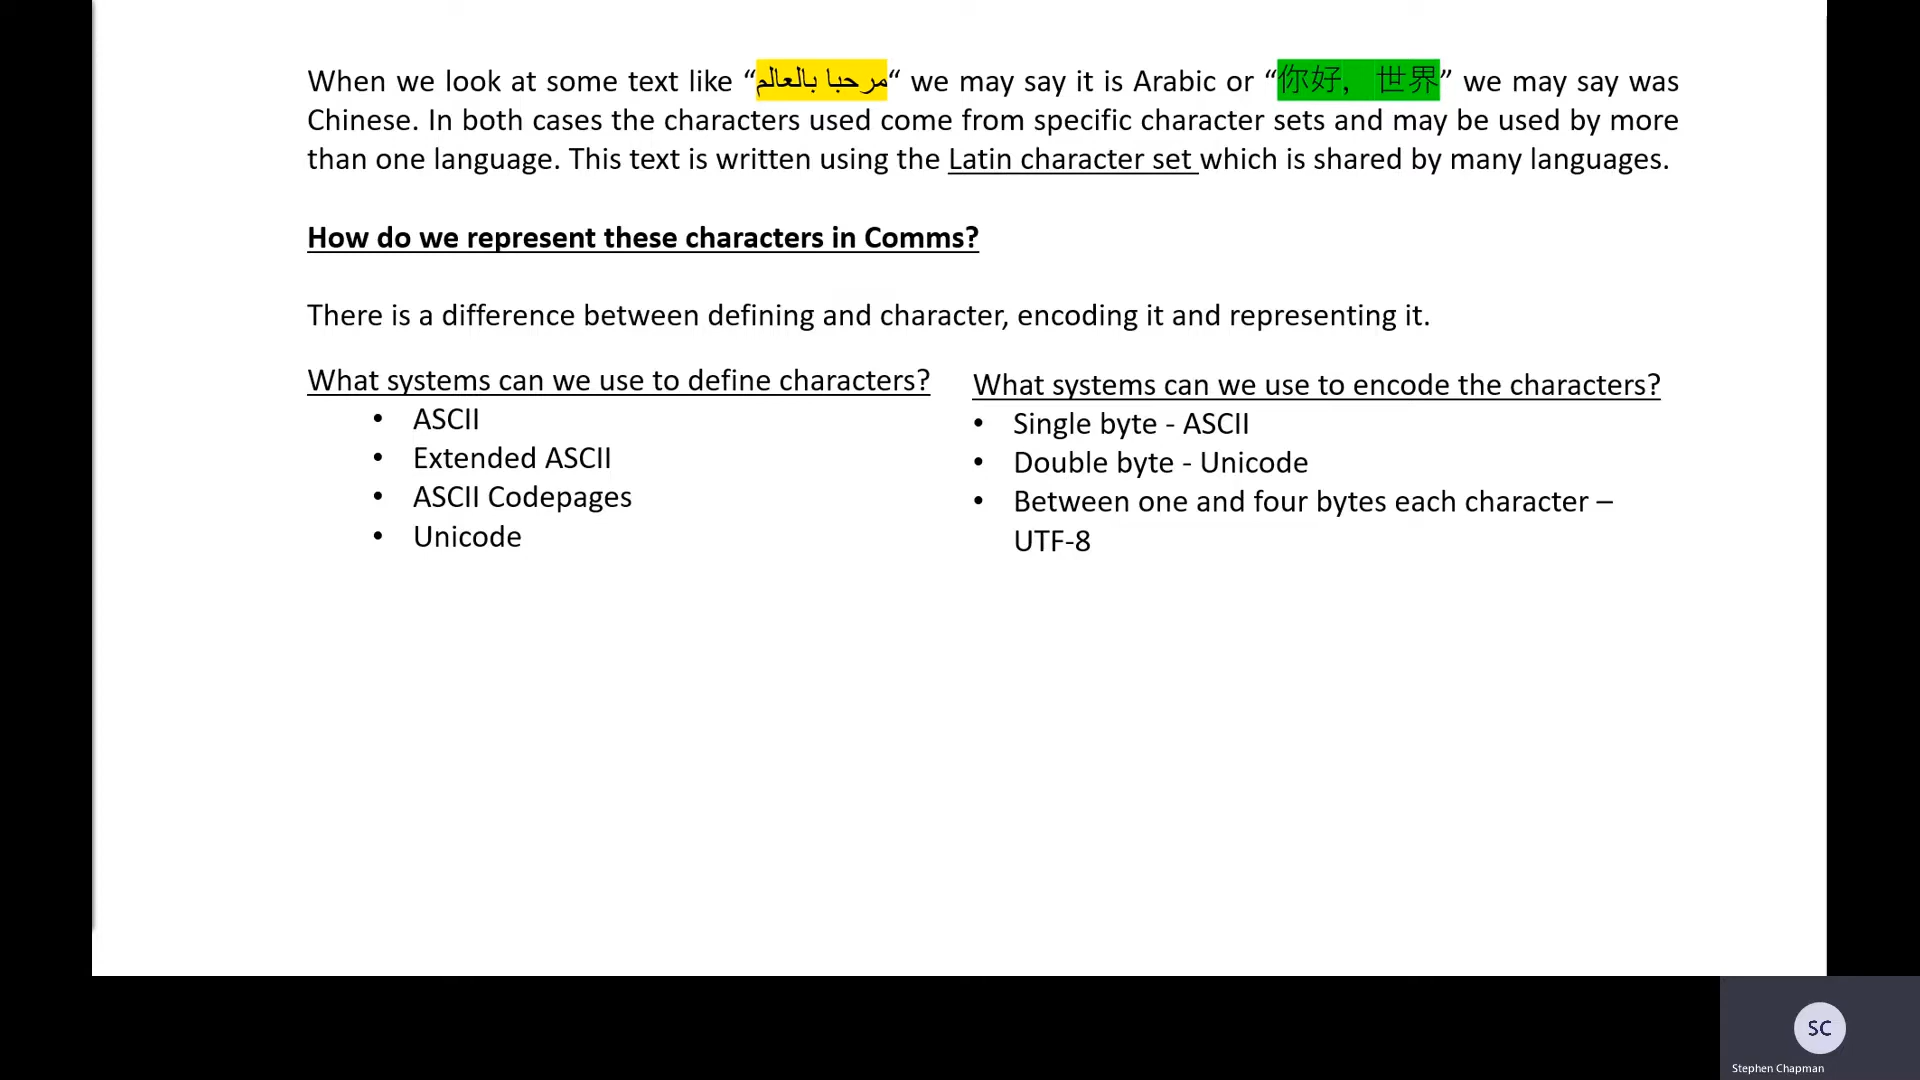 When we look at some text like “مرحبا بالعالم“ we may say it is Arabic or “你好， 世界” we may say was
Chinese. In both cases the characters used come from specific character sets and may be used by more
than one language. This text is written using the Latin character set which is shared by many languages.
How do we represent these characters in Comms?
There is a difference between defining and character, encoding it and representing it.
What systems can we use to define characters?
• ASCII
• Extended ASCII
• ASCII Codepages
• Unicode
What systems can we use to encode the characters?
• Single byte - ASCII
• Double byte - Unicode
• Between one and four bytes each character –
UTF-8
SC
Stephen Chapman